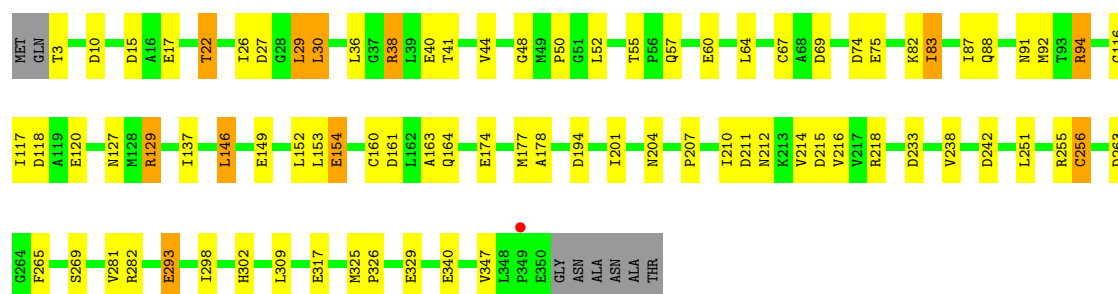 MET GLN T3 D10 D15 A16 E17 T22 I26 D27 G28 L29 L30 L36 G37 R38 L39 E40 T41 V44 G48 M49 P50 G51 L52 T55 P56 Q57 E60 L64 C67 A68 D69 D74 E75 K82 I83 I87 Q88 N91 M92 T93 R94 G116
I117 D118 A119 E120 N127 M128 R129 I137 L146 E149 L152 L153 E154 C160 D161 L162 A163 Q164 E174 M177 A178 D194 I201 N204 P207 I210 D211 N212 K213 V214 D215 V216 V217 R218 D233 V238 D242 L251 R255 C256 D263
G264 F265 S269 V281 R282 E293 I298 H302 L309 E317 M325 P326 E329 E340 V347 L348 P349 E350 GLY ASN ALA ASN ALA THR